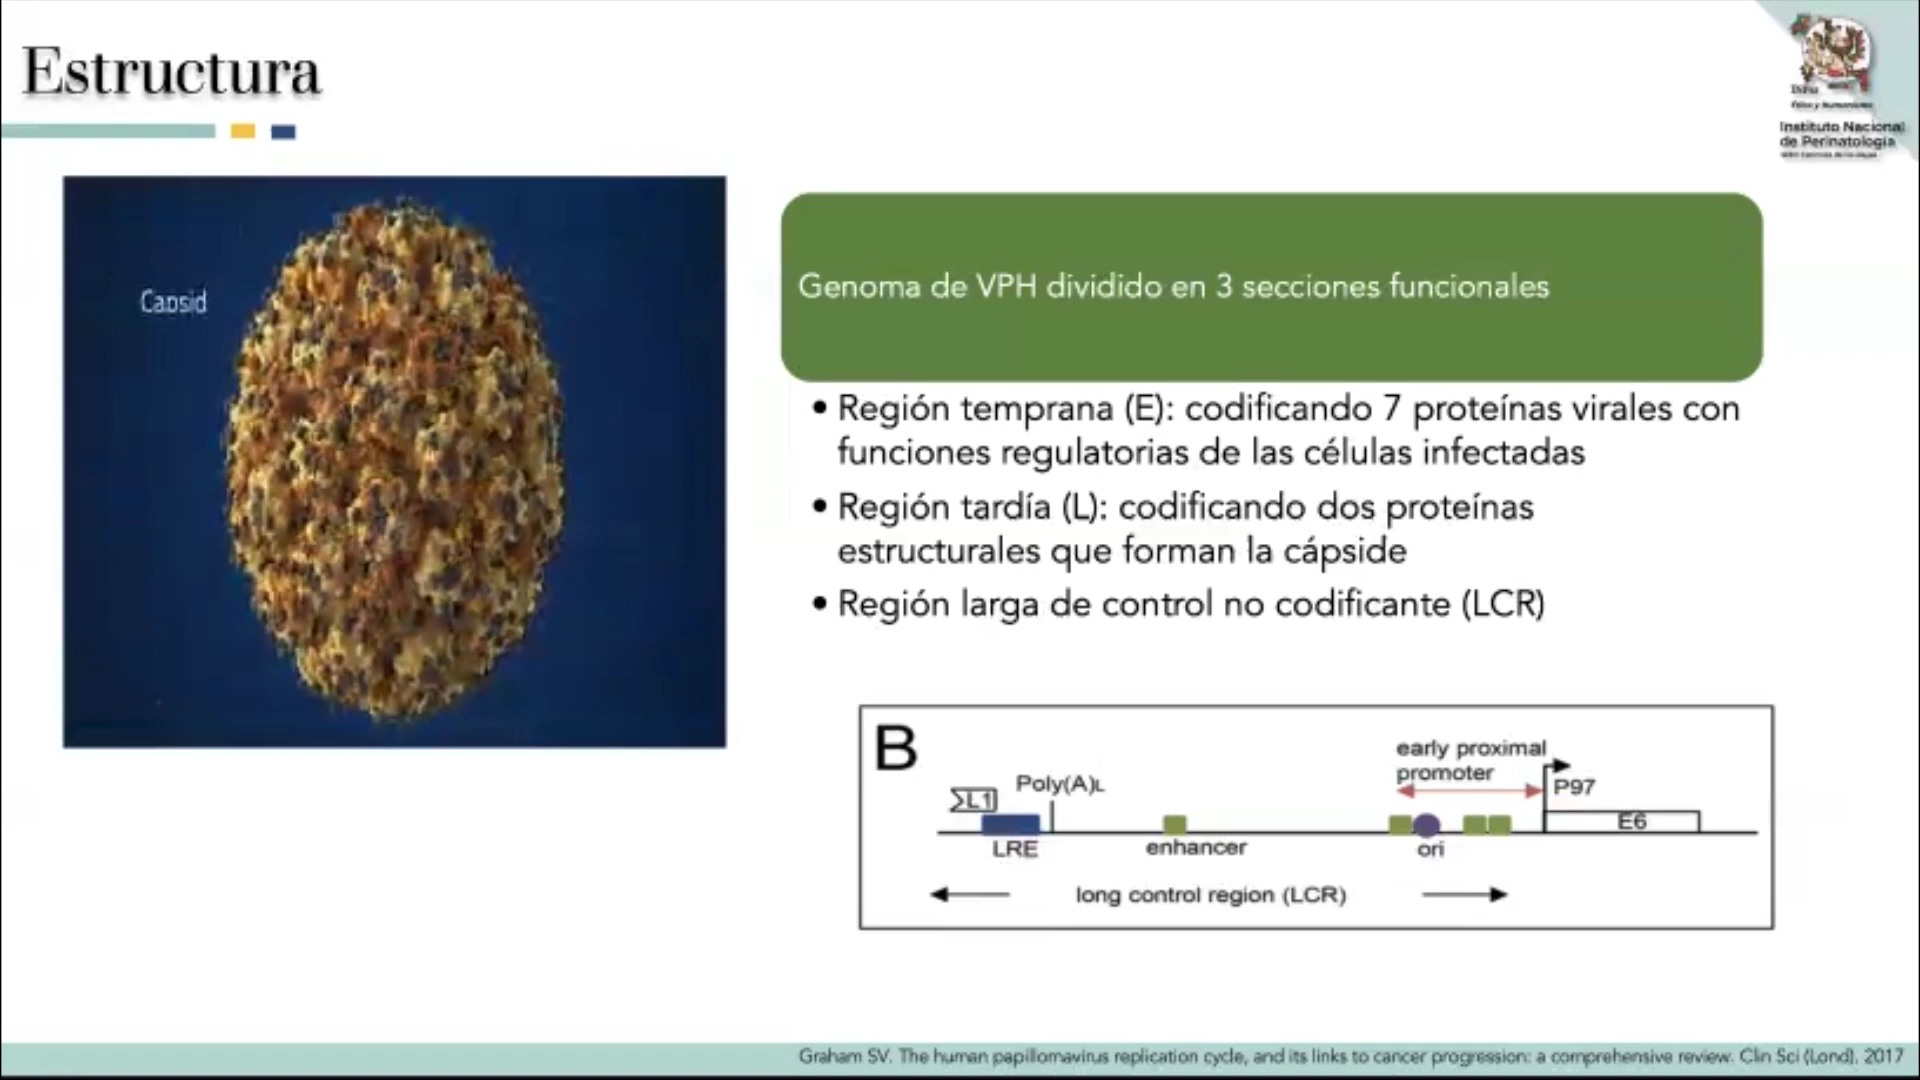 Estructura
Instituto Nacional
de Perinatología
Capsid
Genoma de VPH dividido en 3 secciones funcionales
• Región temprana (E): codificando 7 proteínas virales con
funciones regulatorias de las células infectadas
• Región tardía (L): codificando dos proteínas
estructurales que forman la cápside
• Región larga de control no codificante (LCR)
B
early proximal
promoter
Poly(A)L
P97
L1
E6
LRE
enhancer
ori
long control region (LCR)
Graham SV. The human papillomavirus replication cycle, and its links to cancer progression: a comprehensive review. Clin Sci (Lond). 2017